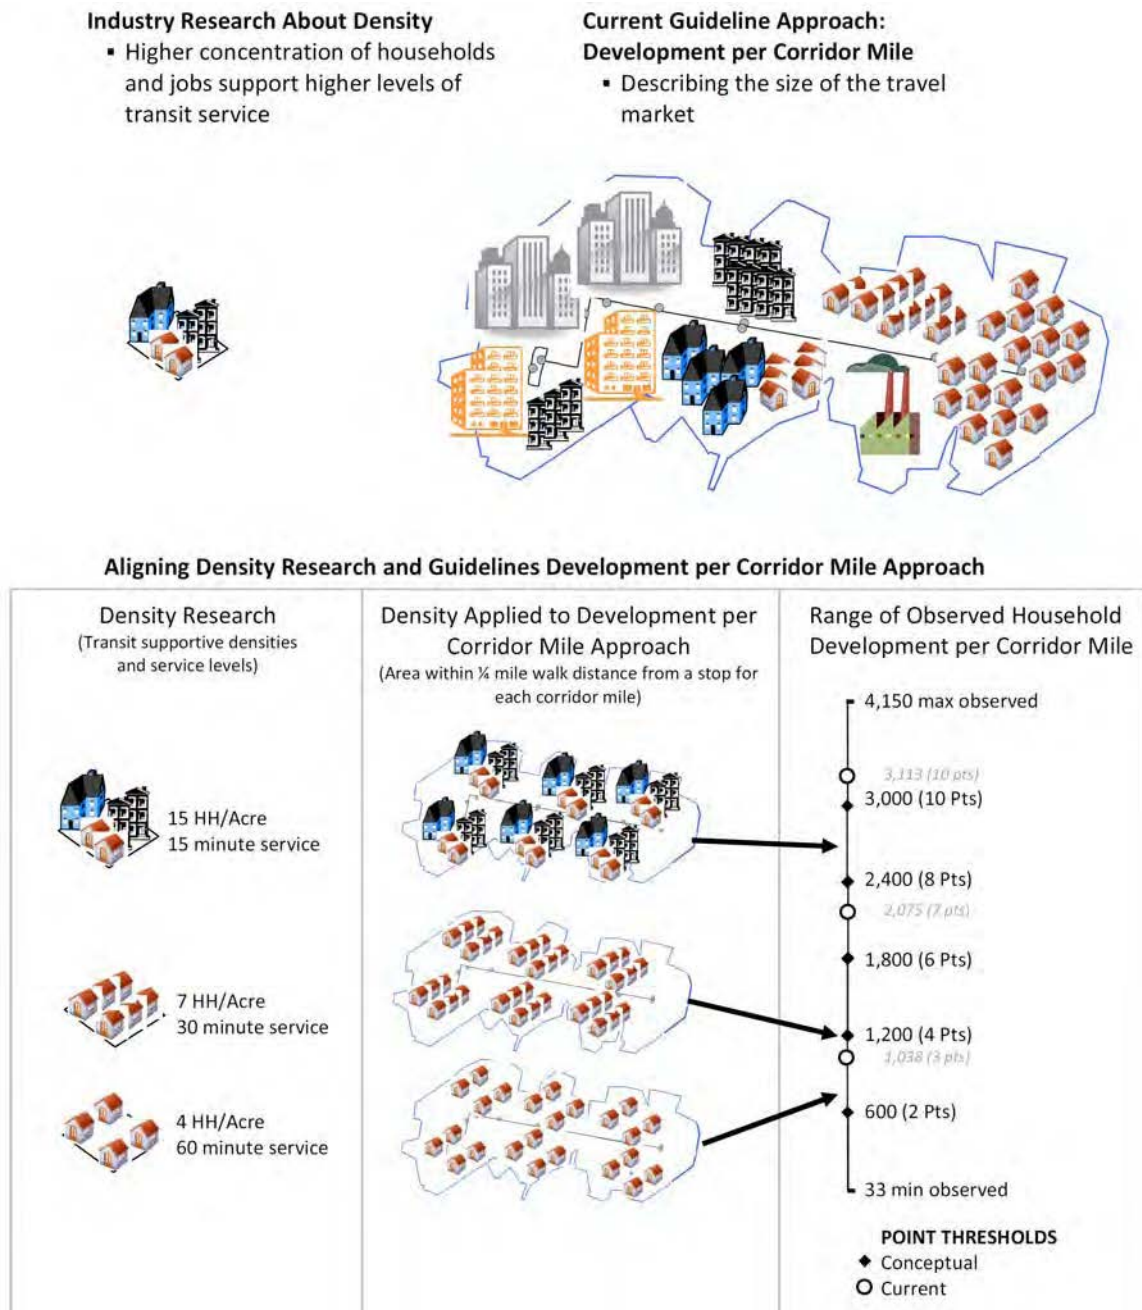 Industry Research About Density
▪ Higher concentration of households
and jobs support higher levels of
transit service
Current Guideline Approach:
Development per Corridor Mile
▪ Describing the size of the travel
market
Aligning Density Research and Guidelines Development per Corridor Mile Approach
Density Research
(Transit supportive densities
and service levels)
15 HH/Acre
15 minute service
7 HH/Acre
30 minute service
4 HH/Acre
60 minute service
Density Applied to Development per
Corridor Mile Approach
(Area within ¼ mile walk distance from a stop for
each corridor mile)
Range of Observed Household
Development per Corridor Mile
4,150 max observed
3,113 (10 pts)
3,000 (10 Pts)
2,400 (8 Pts)
2,075 (7 pts)
1,800 (6 Pts)
1,200 (4 Pts)
1,038 (3 pts)
600 (2 Pts)
33 min observed
POINT THRESHOLDS
Conceptual
Current